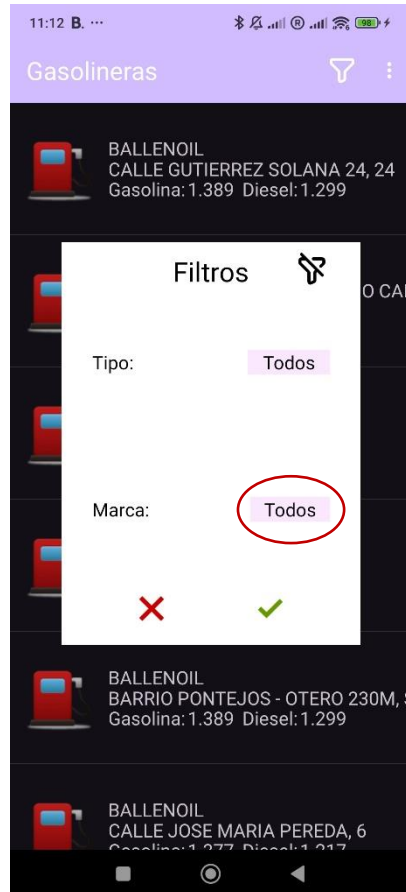 11:12 B. ...
98
Gasolineras
BALLENOIL
CALLE GUTIERREZ SOLANA 24, 24
Gasolina:1.389 Diesel:1.299
Filtros
Tipo: Todos
Marca: Todos
BALLENOIL
BARRIO PONTEJOS - OTERO 230M,
Gasolina:1.389 Diesel:1.299
BALLENOIL
CALLE JOSE MARIA PEREDA, 6